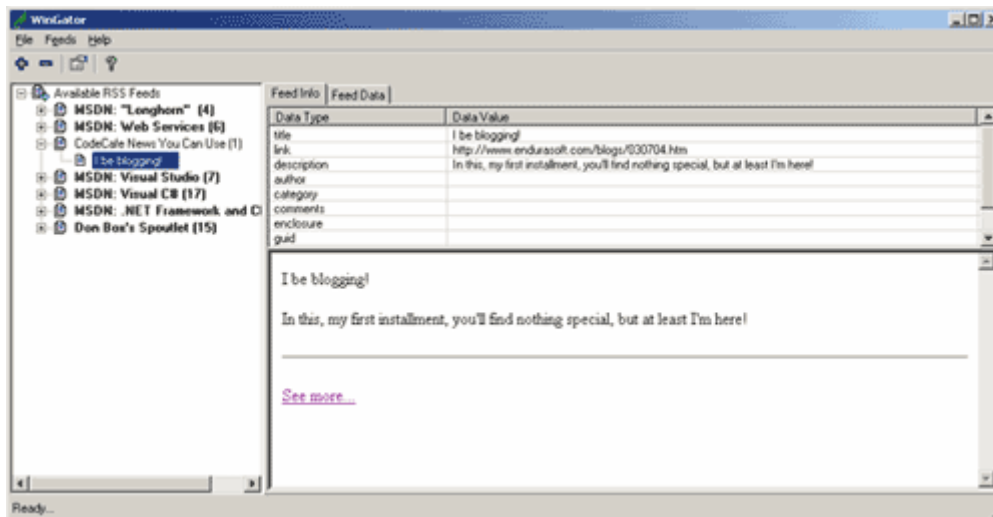 WinGator
File Feeds Help
Available RSS Feeds
MSDN: "Longhorn" (4)
MSDN: Web Services (6)
CodeCafe News You Can Use (1)
I be blogging!
MSDN: Visual Studio (7)
MSDN: Visual C# (17)
MSDN: .NET Framework and Cl
Don Box's Spoutlet (15)
Feed Info Feed Data
Data Type Data Value
title I be blogging!
link http://www.endurasoft.com/blogs/030704.htm
description In this, my first installment, you'll find nothing special, but at least I'm here!
author
category
comments
enclosure
guid
I be blogging!
In this, my first installment, you'll find nothing special, but at least I'm here!
See more...
Ready...